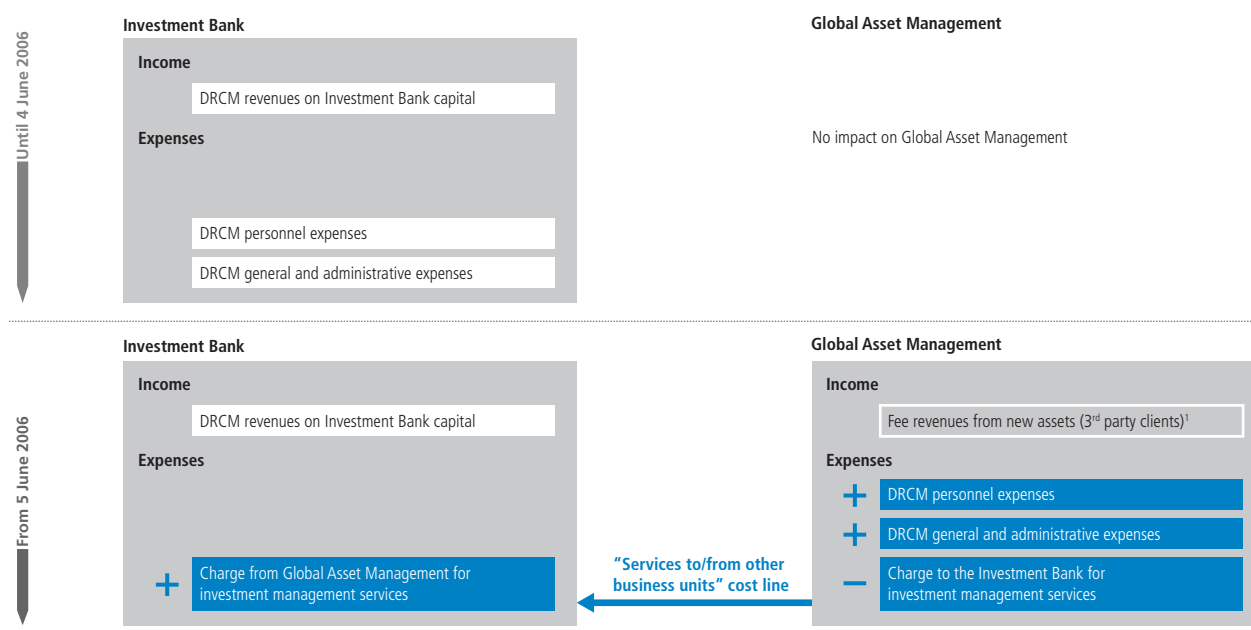 Until 4 June 2006
Investment Bank
Income
DRCM revenues on Investment Bank capital
Expenses
DRCM personnel expenses
DRCM general and administrative expenses
Global Asset Management
No impact on Global Asset Management
From 5 June 2006
Investment Bank
Income
DRCM revenues on Investment Bank capital
Expenses
+ Charge from Global Asset Management for
investment management services
“Services to/from other
business units” cost line
Global Asset Management
Income
Fee revenues from new assets (3rd party clients)1
Expenses
+ DRCM personnel expenses
+ DRCM general and administrative expenses
– Charge to the Investment Bank for
investment management services